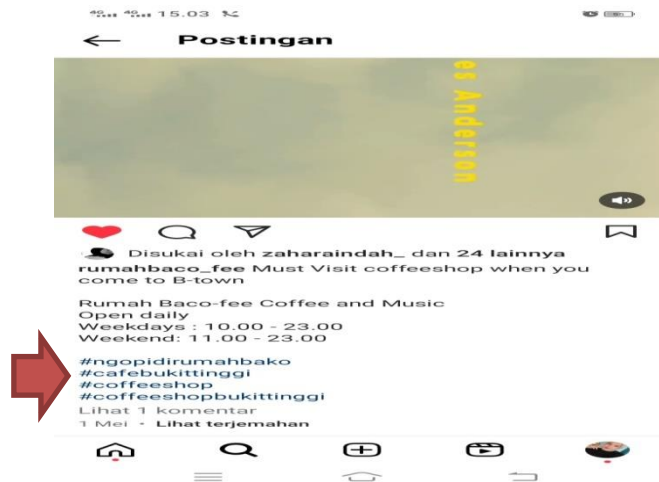 4G 4G 15.03
Postingan
es Anderson
Disukai oleh zaharaindah_ dan 24 lainnya
rumahbaco_fee Must Visit coffeeshop when you
come to B-town
Rumah Baco-fee Coffee and Music
Open daily
Weekdays : 10.00 - 23.00
Weekend: 11.00 - 23.00
#ngopidirumahbako
#cafebukittinggi
#coffeeshop
#coffeeshopbukittinggi
Lihat 1 komentar
1 Mei • Lihat terjemahan